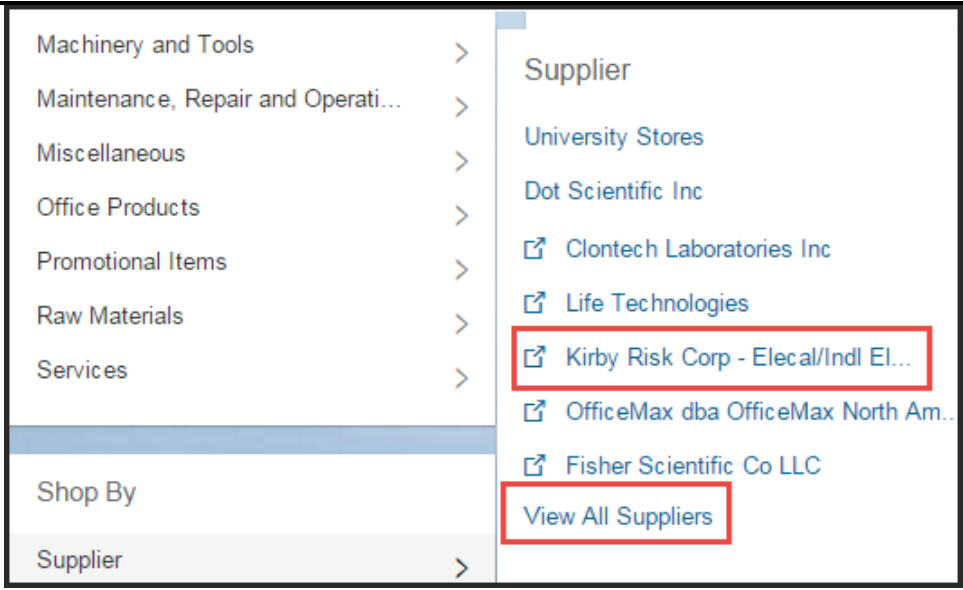 Machinery and Tools
Maintenance, Repair and Operati...
Miscellaneous
Office Products
Promotional Items
Raw Materials
Services
Shop By
Supplier
Supplier
University Stores
Dot Scientific Inc
Clontech Laboratories Inc
Life Technologies
Kirby Risk Corp - Elecal/Indl El...
OfficeMax dba OfficeMax North Am..
Fisher Scientific Co LLC
View All Suppliers